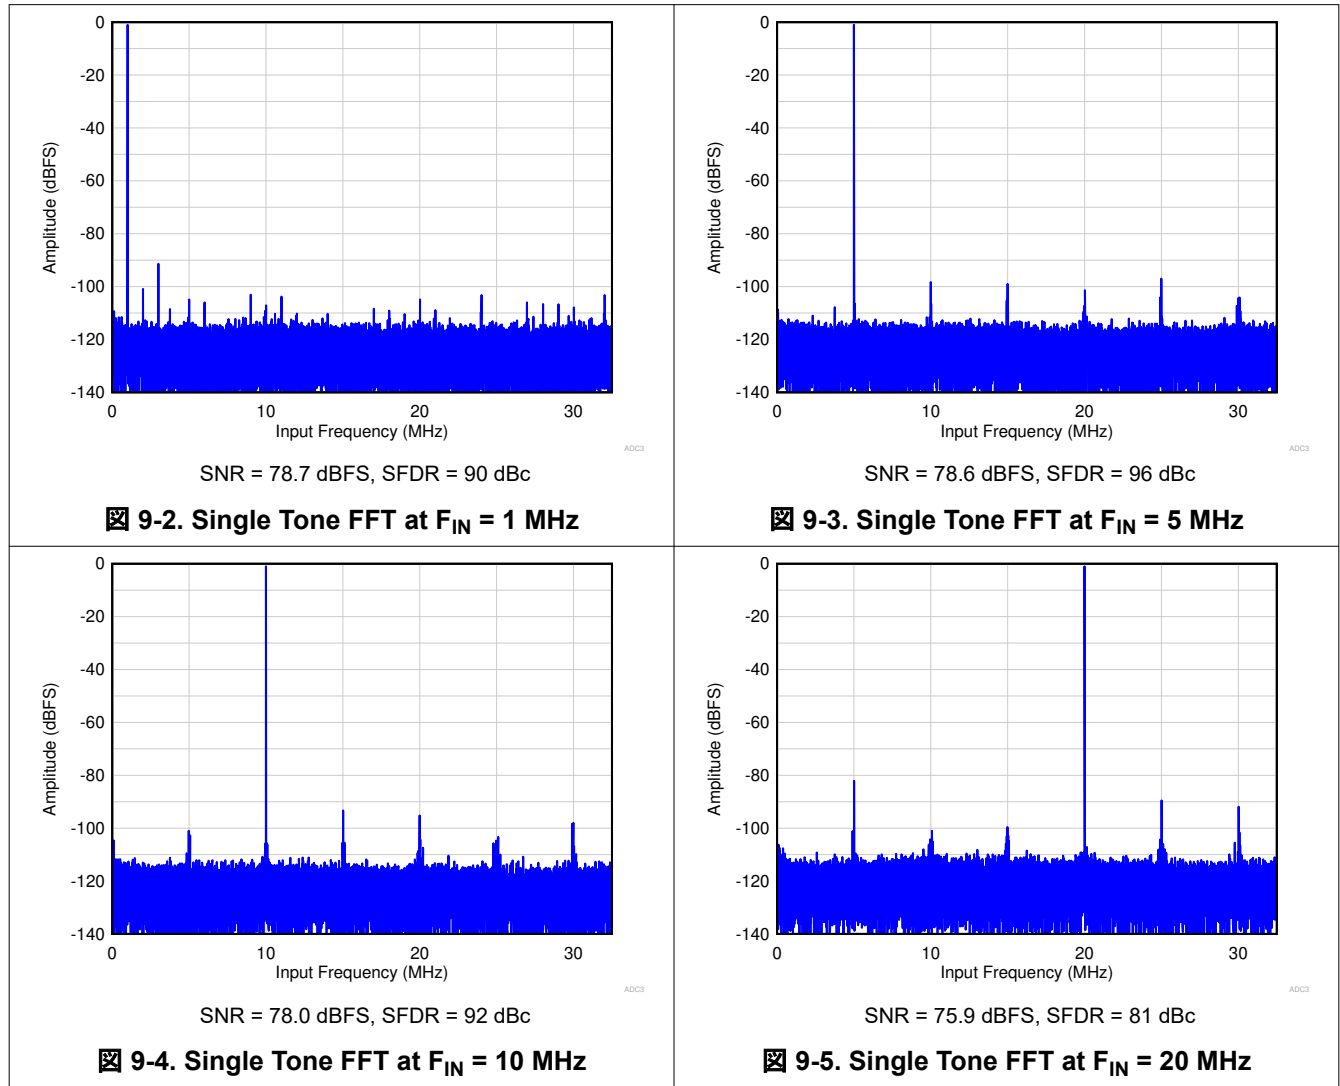 0
-20
-40
-60
-80
-100
-120
-140
Amplitude (dBFS)
0 10 20 30
Input Frequency (MHz)
ADC3
SNR = 78.7 dBFS, SFDR = 90 dBc
図 9-2. Single Tone FFT at FIN = 1 MHz
0
-20
-40
-60
-80
-100
-120
-140
Amplitude (dBFS)
0 10 20 30
Input Frequency (MHz)
ADC3
SNR = 78.6 dBFS, SFDR = 96 dBc
図 9-3. Single Tone FFT at FIN = 5 MHz
0
-20
-40
-60
-80
-100
-120
-140
Amplitude (dBFS)
0 10 20 30
Input Frequency (MHz)
ADC3
SNR = 78.0 dBFS, SFDR = 92 dBc
図 9-4. Single Tone FFT at FIN = 10 MHz
0
-20
-40
-60
-80
-100
-120
-140
Amplitude (dBFS)
0 10 20 30
Input Frequency (MHz)
ADC3
SNR = 75.9 dBFS, SFDR = 81 dBc
図 9-5. Single Tone FFT at FIN = 20 MHz